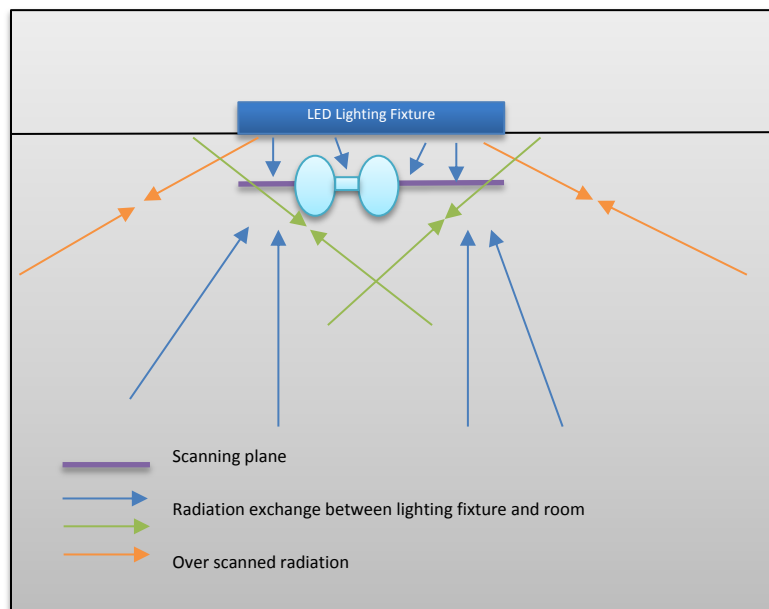 LED Lighting Fixture
Scanning plane
Radiation exchange between lighting fixture and room
Over scanned radiation